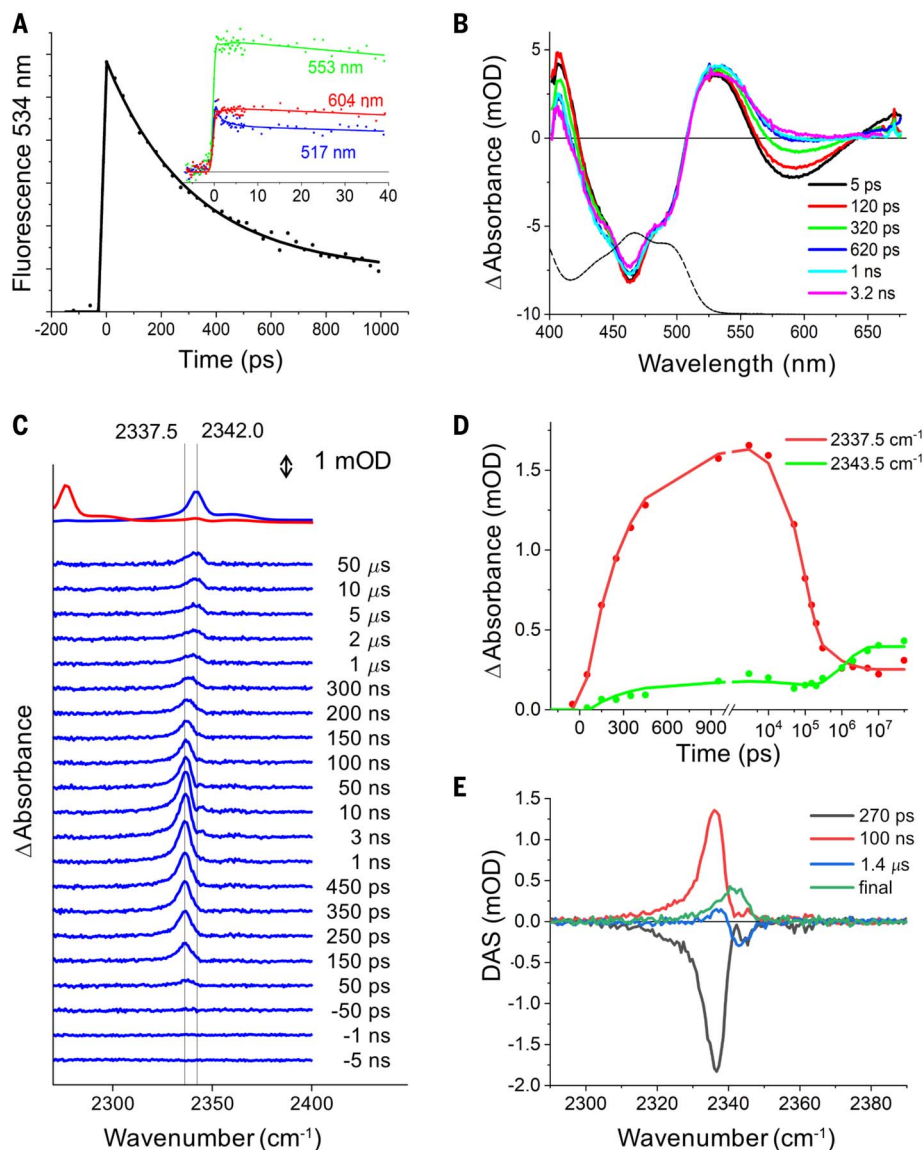 A
Fluorescence 534 nm
553 nm
604 nm
517 nm
0 10 20 30 40
-200 0 200 400 600 800 1000
Time (ps)
B
Δ Absorbance (mOD)
5
0
-5
-10
5 ps
120 ps
320 ps
620 ps
1 ns
3.2 ns
400 450 500 550 600 650
Wavelength (nm)
C
2337.5 2342.0
1 mOD
ΔAbsorbance
50 μs
10 μs
5 μs
2 μs
1 μs
300 ns
200 ns
150 ns
100 ns
50 ns
10 ns
3 ns
1 ns
450 ps
350 ps
250 ps
150 ps
50 ps
-50 ps
-1 ns
-5 ns
2300 2350 2400
Wavenumber (cm⁻¹)
D
Δ Absorbance (mOD)
1.5
1.0
0.5
0.0
2337.5 cm⁻¹
2343.5 cm⁻¹
0 300 600 900 10⁴ 10⁵ 10⁶ 10⁷
Time (ps)
E
DAS (mOD)
1.5
1.0
0.5
0.0
-0.5
-1.0
-1.5
-2.0
270 ps
100 ns
1.4 μs
final
2300 2320 2340 2360 2380
Wavenumber (cm⁻¹)